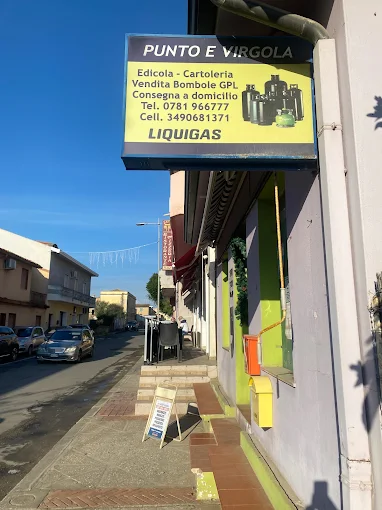 PUNTO E VIRGOLA
Edicola - Cartoleria
Vendita Bombole GPL
Consegna a domicilio
Tel. 0781 966777
Cell. 3490681371
LIQUIGAS